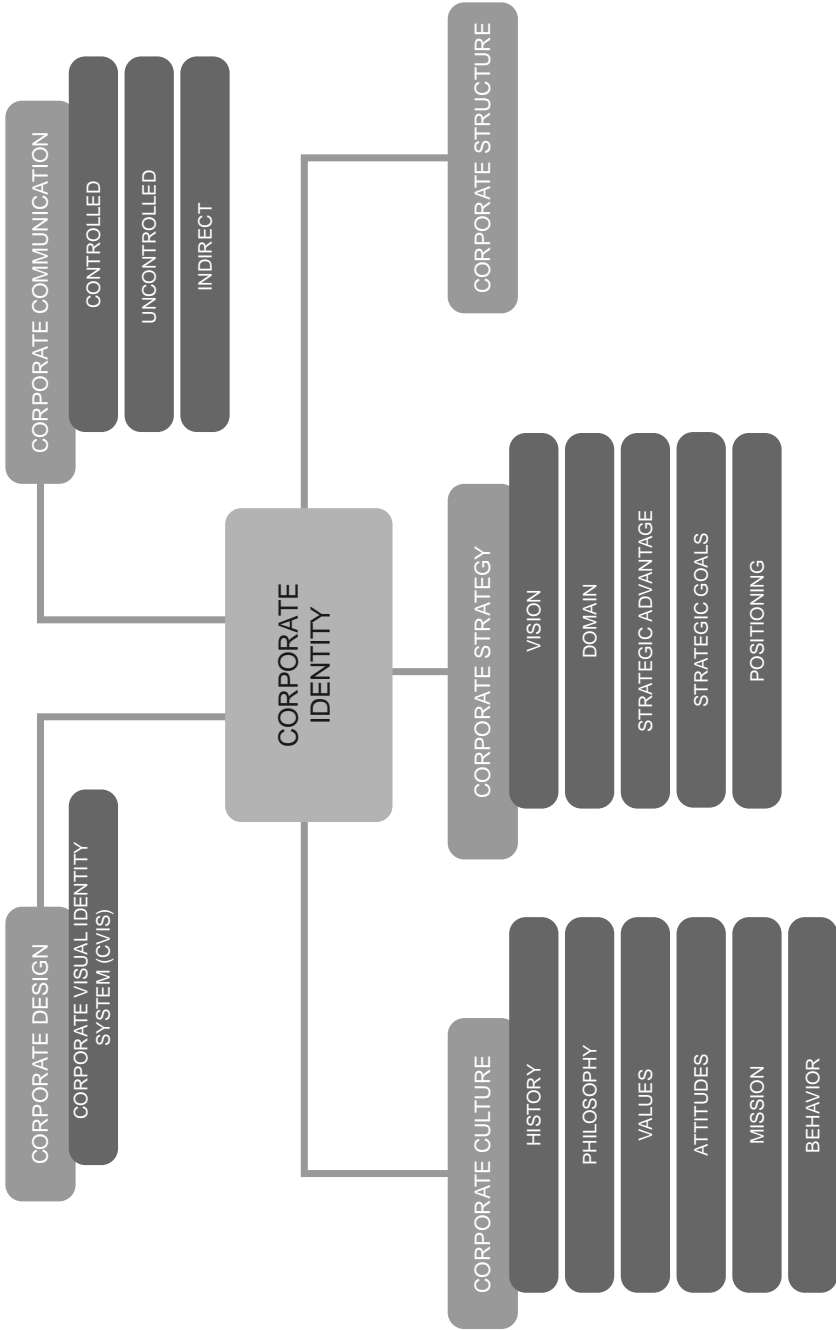 CORPORATE DESIGN
CORPORATE VISUAL IDENTITY
SYSTEM (CVIS)
CORPORATE COMMUNICATION
CONTROLLED
UNCONTROLLED
INDIRECT
CORPORATE
IDENTITY
CORPORATE CULTURE
HISTORY
PHILOSOPHY
VALUES
ATTITUDES
MISSION
BEHAVIOR
CORPORATE STRATEGY
VISION
DOMAIN
STRATEGIC ADVANTAGE
STRATEGIC GOALS
POSITIONING
CORPORATE STRUCTURE